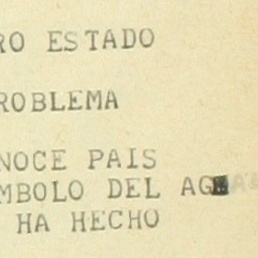 RO ESTADO
ROBLEMA
NOCE PAIS
MBOLO DEL AG
HA HECHO